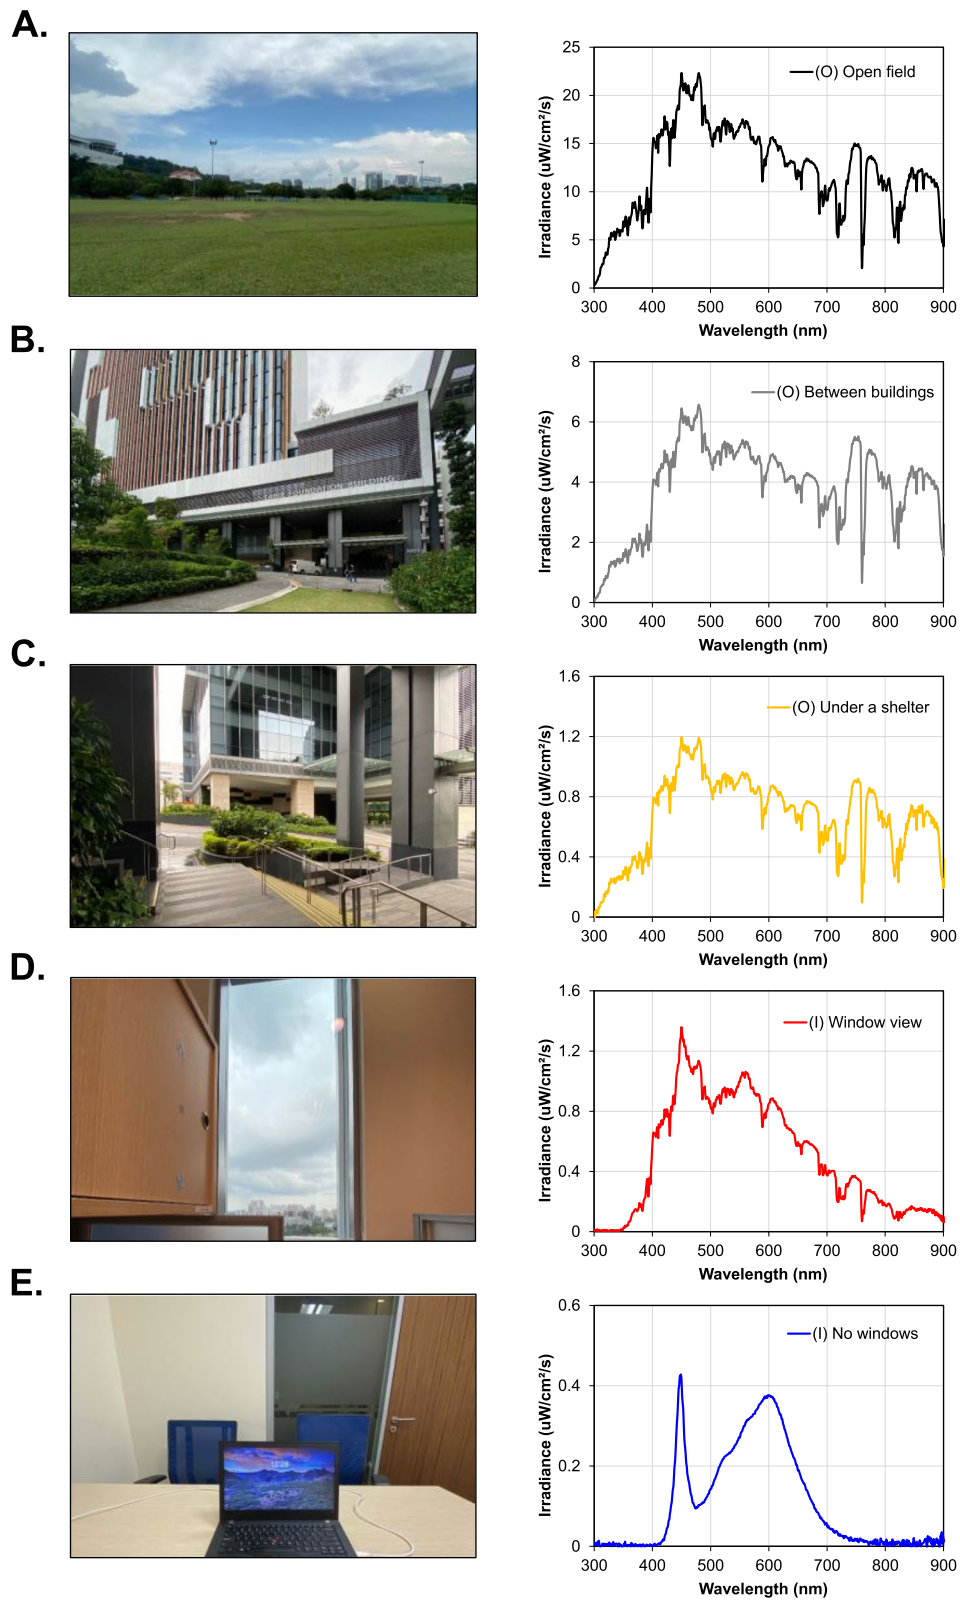 A.
25
20
15
10
5
0
300 400 500 600 700 800 900
Irradiance (uW/cm²/s)
Wavelength (nm)
(O) Open field
B.
8
6
4
2
0
300 400 500 600 700 800 900
Irradiance (uW/cm²/s)
Wavelength (nm)
(O) Between buildings
C.
1.6
1.2
0.8
0.4
0
300 400 500 600 700 800 900
Irradiance (uW/cm²/s)
Wavelength (nm)
(O) Under a shelter
D.
1.6
1.2
0.8
0.4
0
300 400 500 600 700 800 900
Irradiance (uW/cm²/s)
Wavelength (nm)
(I) Window view
E.
12:26
0.6
0.4
0.2
0
300 400 500 600 700 800 900
Irradiance (uW/cm²/s)
Wavelength (nm)
(I) No windows